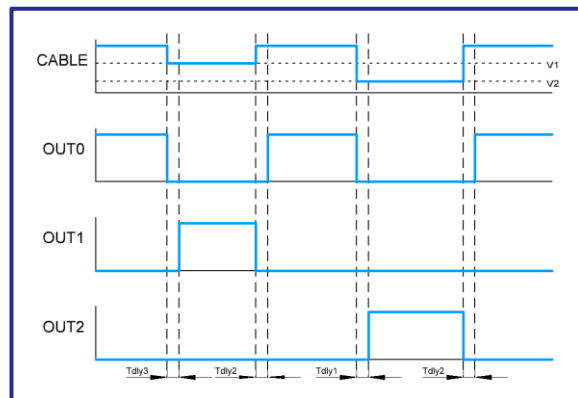 CABLE
V1
V2
OUT0
OUT1
OUT2
Tdly3 Tdly2 Tdly1 Tdly2